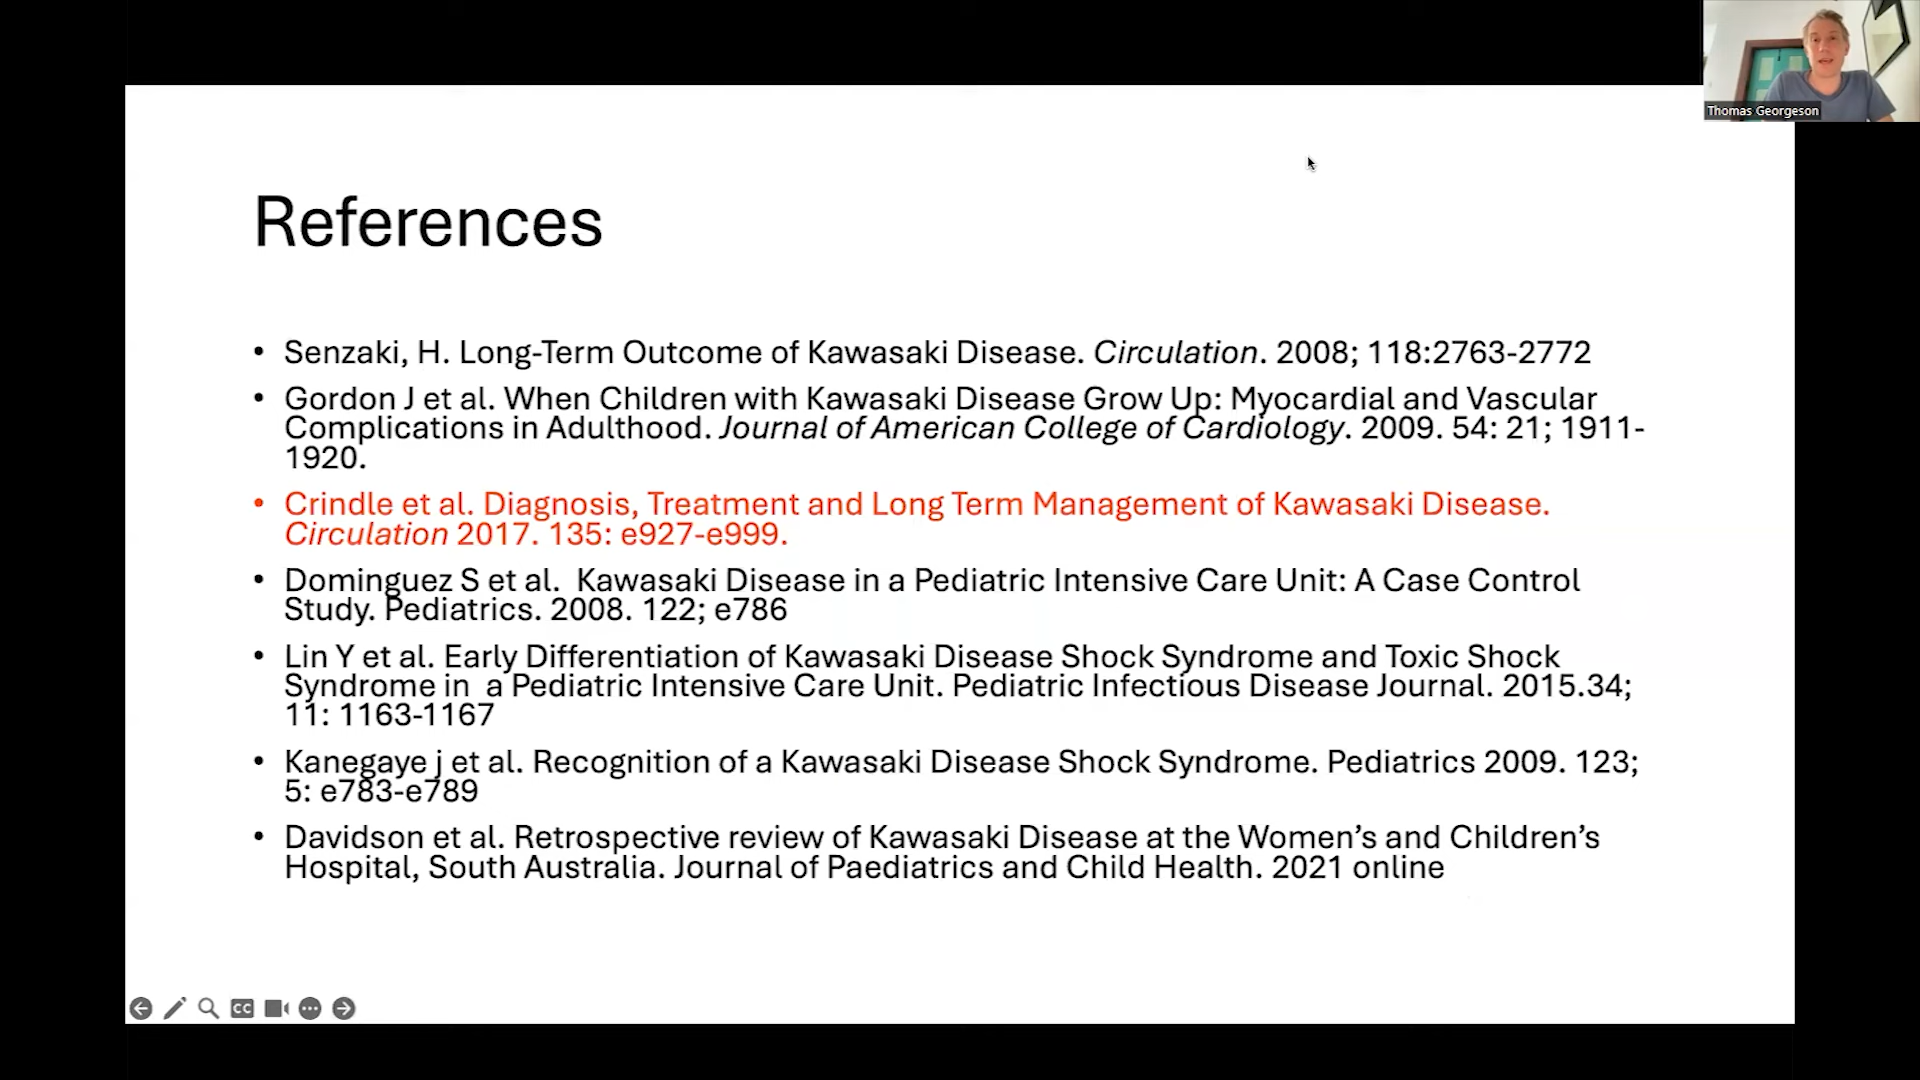 Thomas Georgeson
References
• Senzaki, H. Long-Term Outcome of Kawasaki Disease. Circulation. 2008; 118:2763-2772
• Gordon J et al. When Children with Kawasaki Disease Grow Up: Myocardial and Vascular
Complications in Adulthood. Journal of American College of Cardiology. 2009. 54: 21; 1911-
1920.
• Crindle et al. Diagnosis, Treatment and Long Term Management of Kawasaki Disease.
Circulation 2017. 135: e927-e999.
• Dominguez S et al.  Kawasaki Disease in a Pediatric Intensive Care Unit: A Case Control
Study. Pediatrics. 2008. 122; e786
• Lin Y et al. Early Differentiation of Kawasaki Disease Shock Syndrome and Toxic Shock
Syndrome in  a Pediatric Intensive Care Unit. Pediatric Infectious Disease Journal. 2015.34;
11: 1163-1167
• Kanegaye j et al. Recognition of a Kawasaki Disease Shock Syndrome. Pediatrics 2009. 123;
5: e783-e789
• Davidson et al. Retrospective review of Kawasaki Disease at the Women’s and Children’s
Hospital, South Australia. Journal of Paediatrics and Child Health. 2021 online
CC